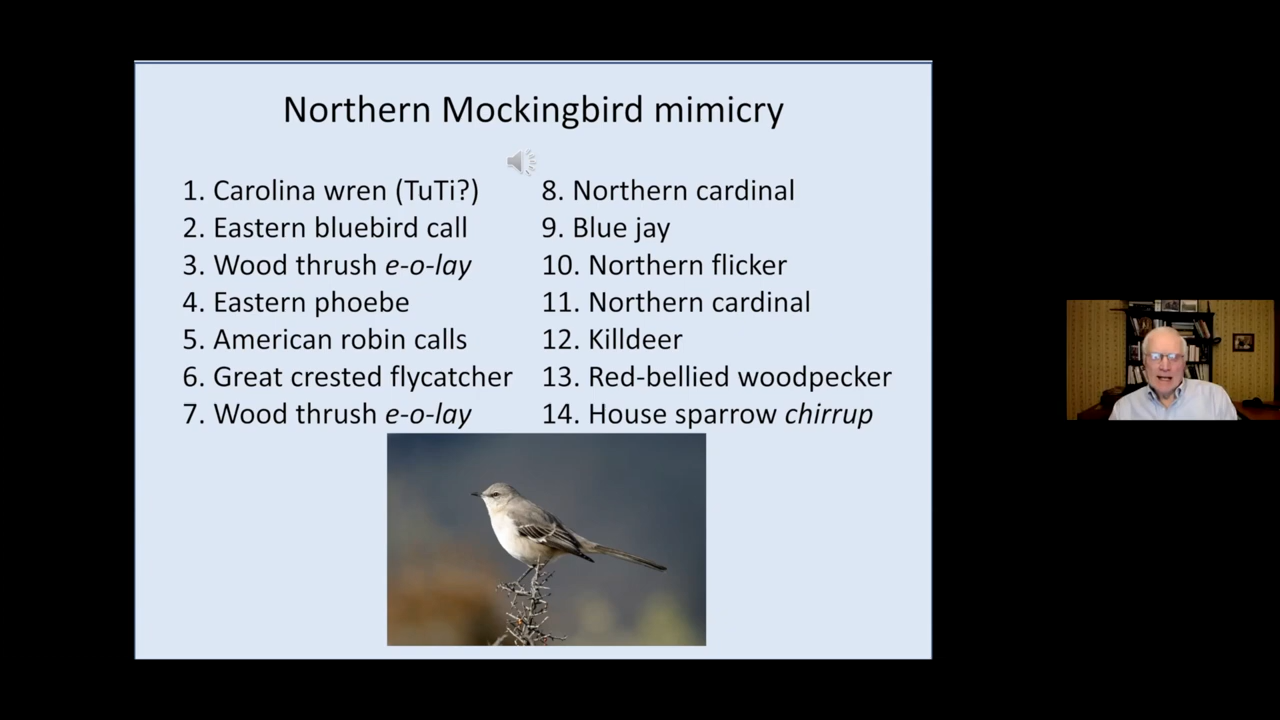 Northern Mockingbird mimicry
1. Carolina wren (TuTi?)
2. Eastern bluebird call
3. Wood thrush e-o-lay
4. Eastern phoebe
5. American robin calls
6. Great crested flycatcher
7. Wood thrush e-o-lay
8. Northern cardinal
9. Blue jay
10. Northern flicker
11. Northern cardinal
12. Killdeer
13. Red-bellied woodpecker
14. House sparrow chirrup